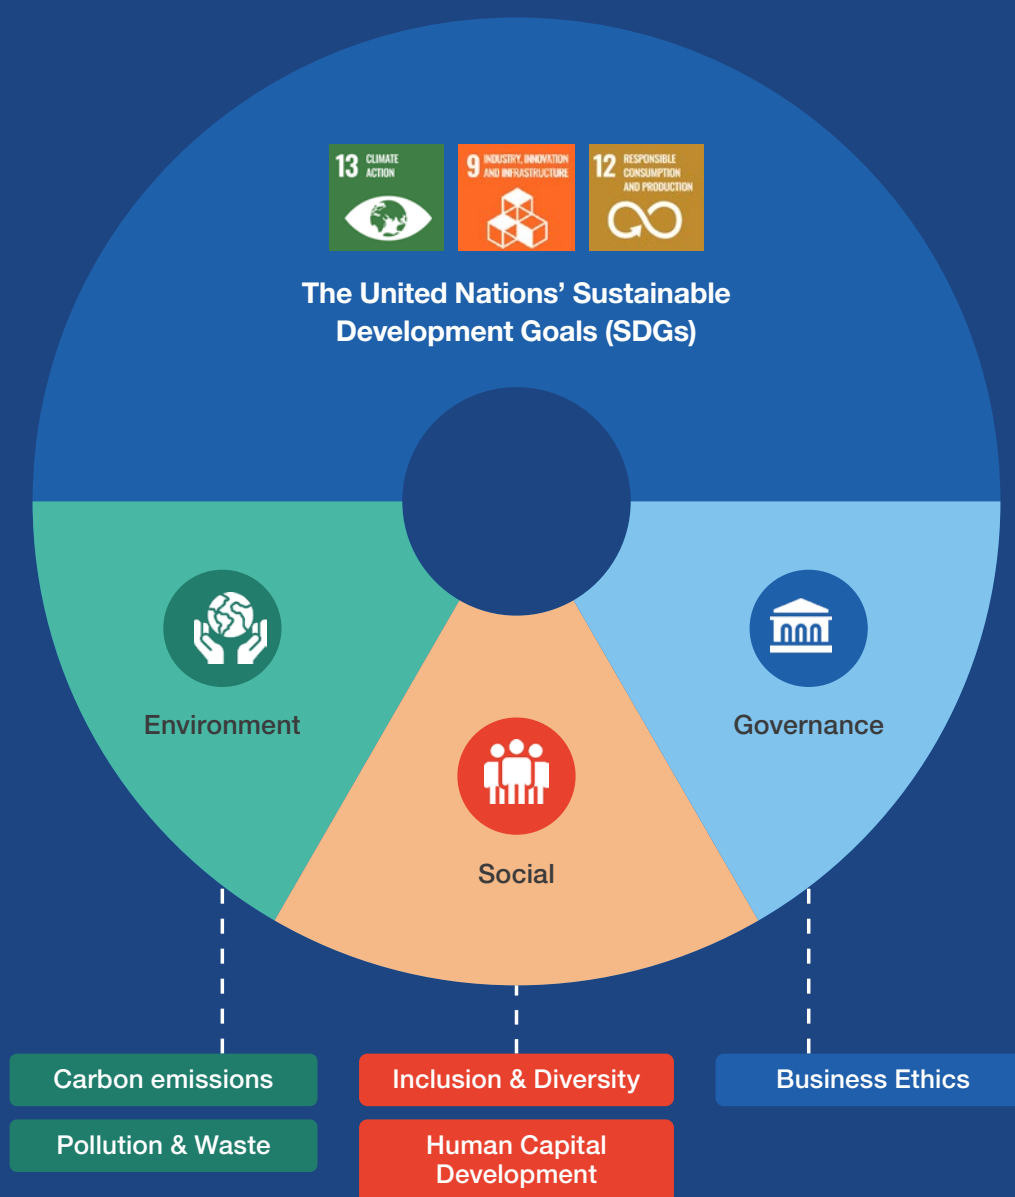 13 CLIMATE
ACTION
9 INDUSTRY, INNOVATION
AND INFRASTRUCTURE
12 RESPONSIBLE
CONSUMPTION
AND PRODUCTION
The United Nations’ Sustainable
Development Goals (SDGs)
Environment
Governance
Social
Carbon emissions
Inclusion & Diversity
Business Ethics
Pollution & Waste
Human Capital
Development